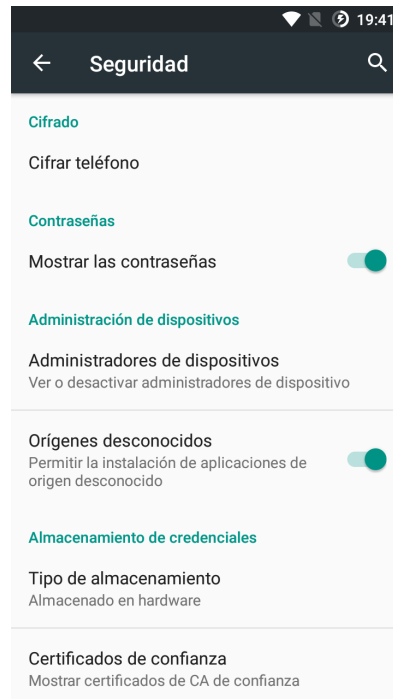 19:41
Seguridad
Cifrado
Cifrar teléfono
Contraseñas
Mostrar las contraseñas
Administración de dispositivos
Administradores de dispositivos
Ver o desactivar administradores de dispositivo
Orígenes desconocidos
Permitir la instalación de aplicaciones de
origen desconocido
Almacenamiento de credenciales
Tipo de almacenamiento
Almacenado en hardware
Certificados de confianza
Mostrar certificados de CA de confianza